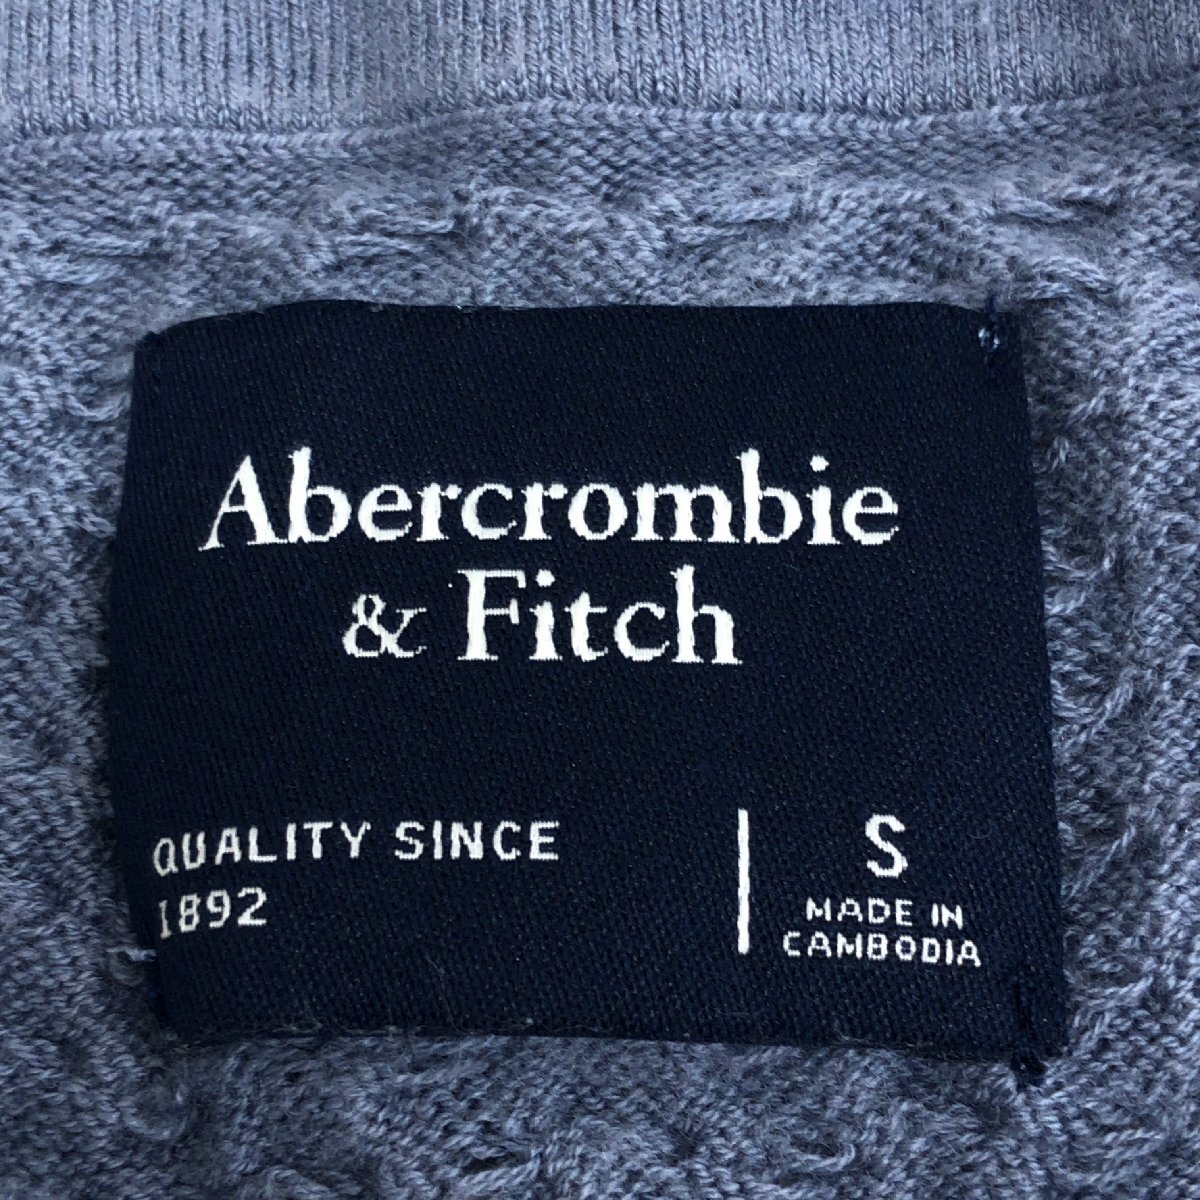 Abercrombie
& Fitch
QUALITY SINCE
1892
S
MADE IN
CAMBODIA